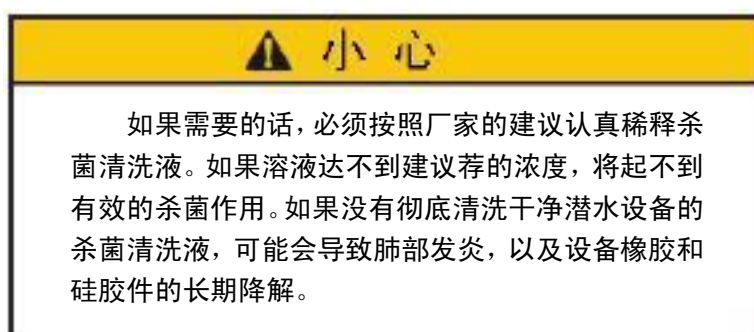 小心
如果需要的话，必须按照厂家的建议认真稀释杀
菌清洗液。如果溶液达不到建议荐的浓度，将起不到
有效的杀菌作用。如果没有彻底清洗干净潜水设备的
杀菌清洗液，可能会导致肺部发炎，以及设备橡胶和
硅胶件的长期降解。